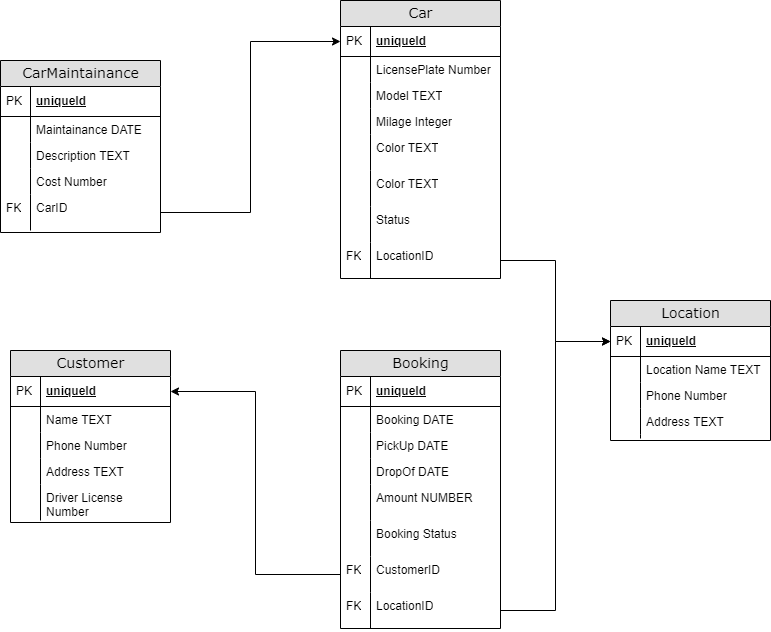 Car
PK uniqueId
LicensePlate Number
Model TEXT
Milage Integer
Color TEXT
Color TEXT
Status
FK LocationID
CarMaintainance
PK uniqueId
Maintainance DATE
Description TEXT
Cost Number
FK CarID
Location
PK uniqueId
Location Name TEXT
Phone Number
Address TEXT
Customer
PK uniqueId
Name TEXT
Phone Number
Address TEXT
Driver License
Number
Booking
PK uniqueId
Booking DATE
PickUp DATE
DropOf DATE
Amount NUMBER
Booking Status
FK CustomerID
FK LocationID